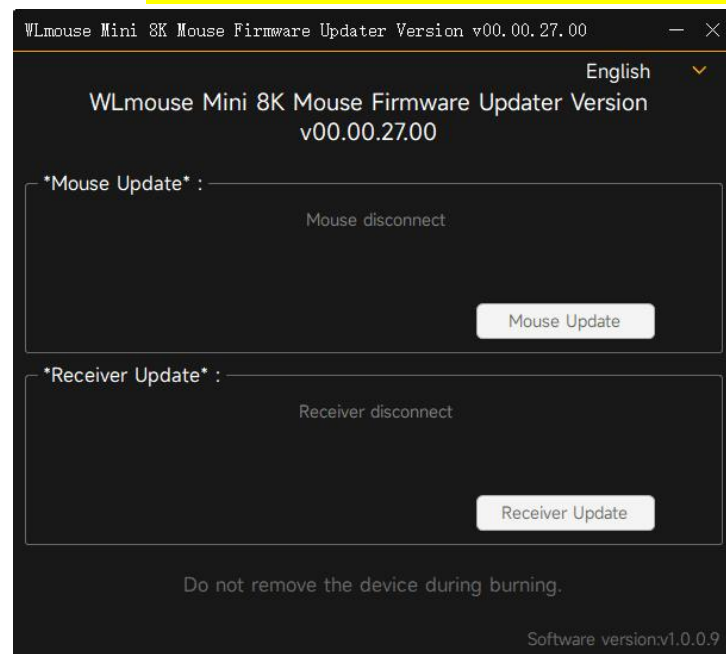 WLmouse Mini 8K Mouse Firmware Updater Version v00.00.27.00
English
WLmouse Mini 8K Mouse Firmware Updater Version
v00.00.27.00
*Mouse Update* :
Mouse disconnect
Mouse Update
*Receiver Update* :
Receiver disconnect
Receiver Update
Do not remove the device during burning.
Software version:v1.0.0.9